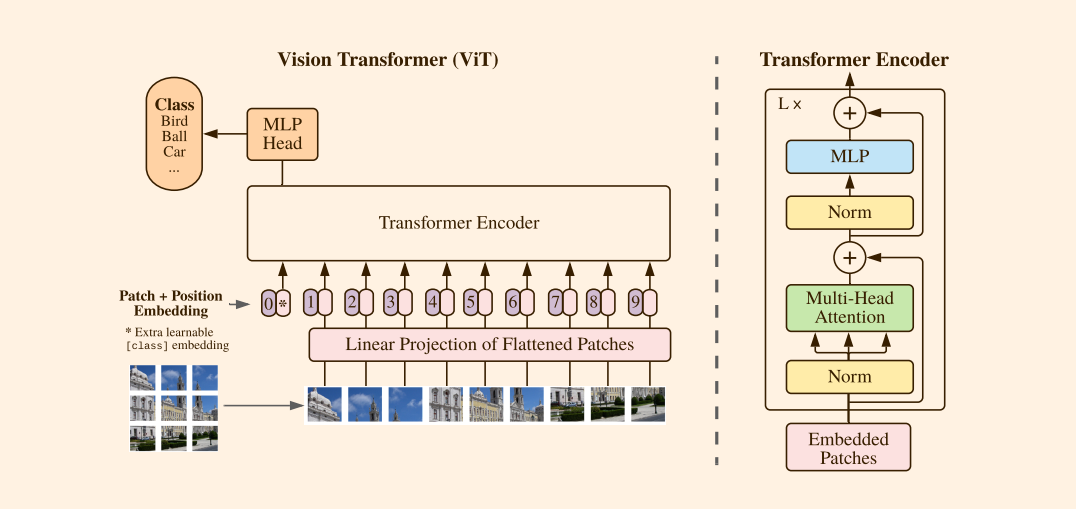 Vision Transformer (ViT)
Class
Bird
Ball
Car
...
MLP
Head
Transformer Encoder
Patch + Position
Embedding
0 * 1 2 3 4 5 6 7 8 9
* Extra learnable
[class] embedding
Linear Projection of Flattened Patches
Transformer Encoder
L x
+
MLP
Norm
+
Multi-Head
Attention
Norm
Embedded
Patches